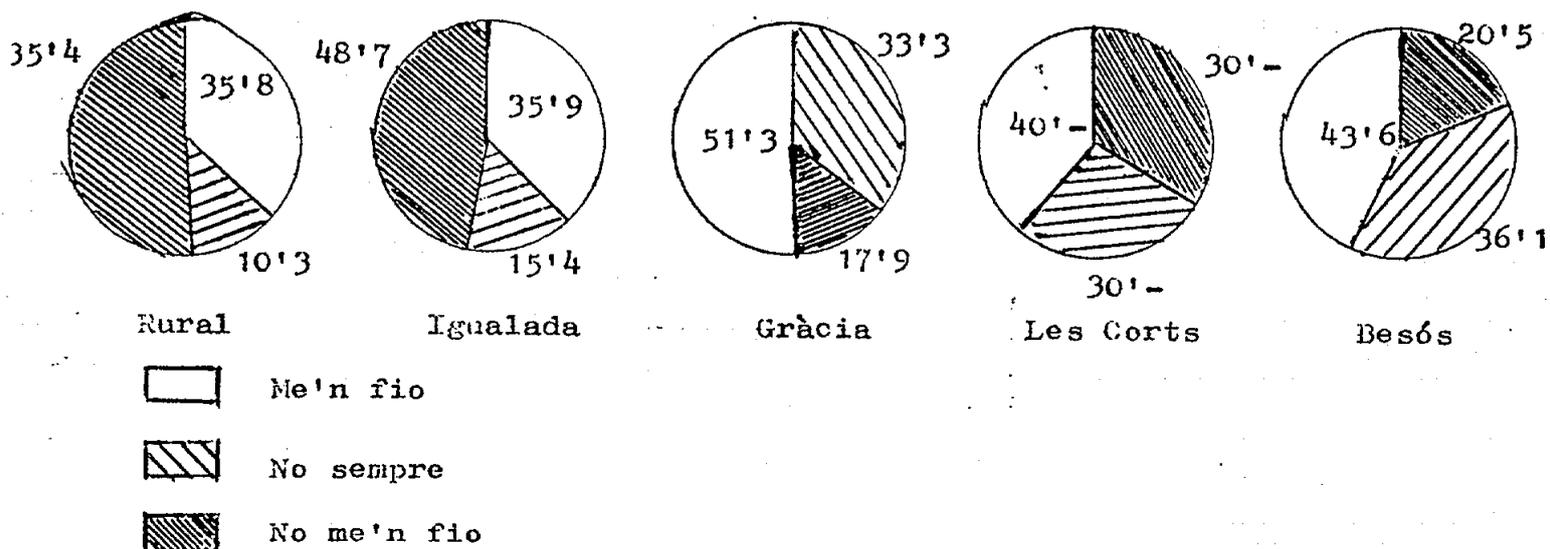 35'4 35'8 10'3
48'7 35'9 15'4
51'3 33'3 17'9
40'- 30'- 30'-
43'6 20'5 36'1
Rural Igualada Gràcia Les Corts Besós
Me'n fio
No sempre
No me'n fio